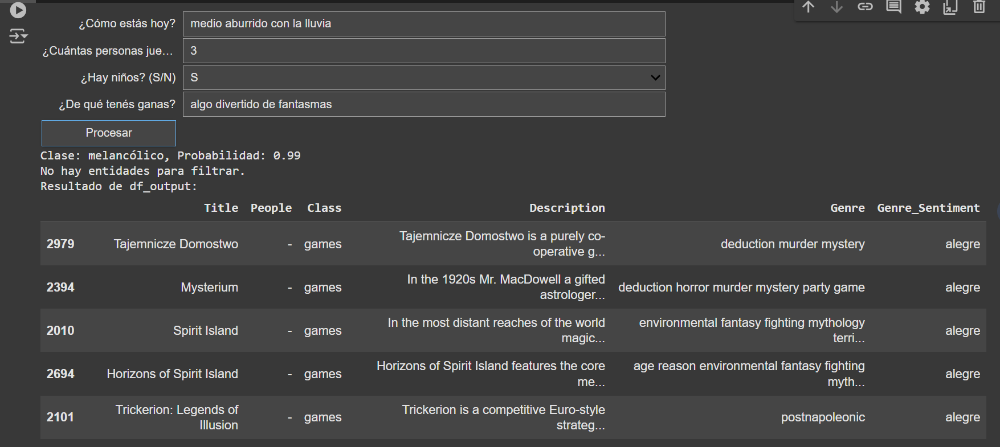 ¿Cómo estás hoy? medio aburrido con la lluvia
¿Cuántas personas jue... 3
¿Hay niños? (S/N) S
¿De qué tenés ganas? algo divertido de fantasmas
Procesar
Clase: melancólico, Probabilidad: 0.99
No hay entidades para filtrar.
Resultado de df_output:
Title People Class Description Genre Genre_Sentiment
2979 Tajemnicze Domostwo - games Tajemnicze Domostwo is a purely co-
operative g... deduction murder mystery alegre
2394 Mysterium - games In the 1920s Mr. MacDowell a gifted
astrologer... deduction horror murder mystery party game alegre
2010 Spirit Island - games In the most distant reaches of the world
magic... environmental fantasy fighting mythology
terri... alegre
2694 Horizons of Spirit Island - games Horizons of Spirit Island features the core
me... age reason environmental fantasy fighting
myth... alegre
2101 Trickerion: Legends of
Illusion - games Trickerion is a competitive Euro-style
strateg... postnapoleonic alegre